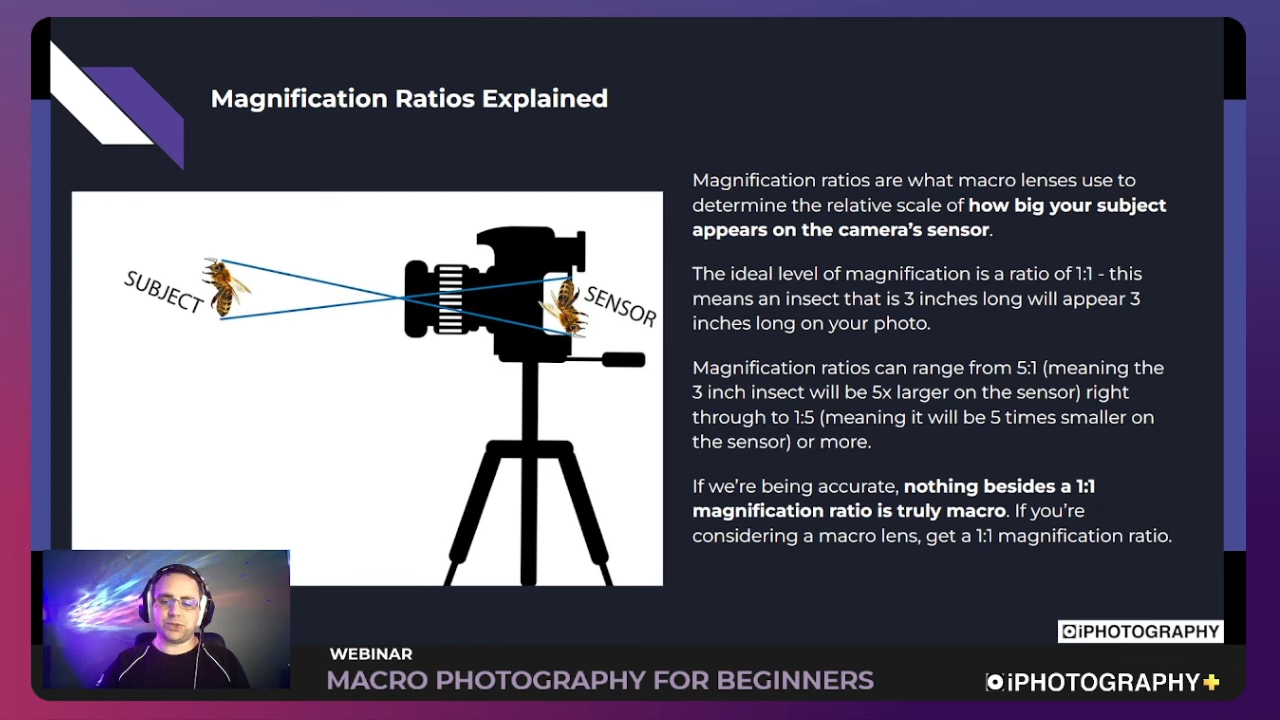 Magnification Ratios Explained
SUBJECT
SENSOR
Magnification ratios are what macro lenses use to
determine the relative scale of how big your subject
appears on the camera’s sensor.
The ideal level of magnification is a ratio of 1:1 - this
means an insect that is 3 inches long will appear 3
inches long on your photo.
Magnification ratios can range from 5:1 (meaning the
3 inch insect will be 5x larger on the sensor) right
through to 1:5 (meaning it will be 5 times smaller on
the sensor) or more.
If we’re being accurate, nothing besides a 1:1
magnification ratio is truly macro. If you’re
considering a macro lens, get a 1:1 magnification ratio.
iPHOTOGRAPHY
WEBINAR
MACRO PHOTOGRAPHY FOR BEGINNERS
iPHOTOGRAPHY+